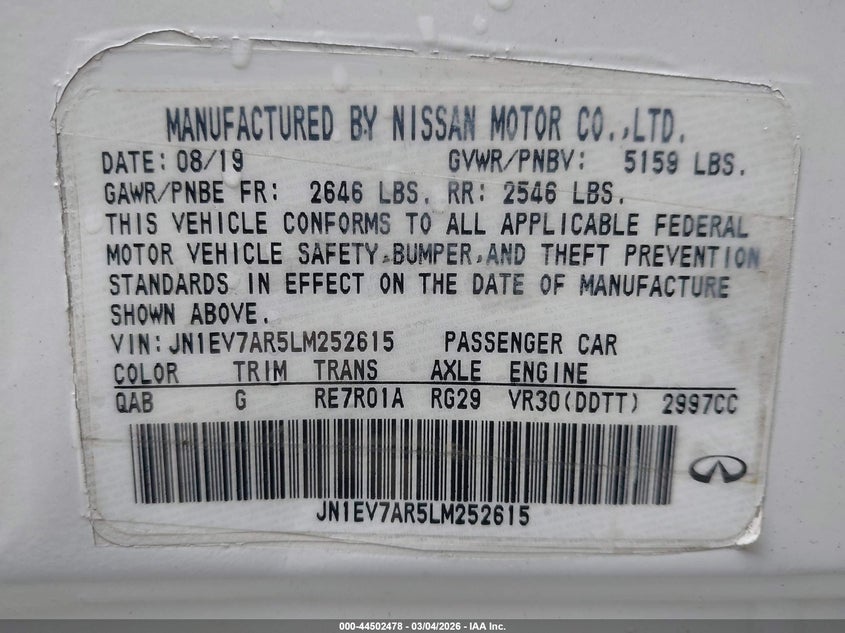 MANUFACTURED BY NISSAN MOTOR CO.,LTD.
DATE: 08/19 GVWR/PNBV: 5159 LBS.
GAWR/PNBE FR: 2646 LBS. RR: 2546 LBS.
THIS VEHICLE CONFORMS TO ALL APPLICABLE FEDERAL
MOTOR VEHICLE SAFETY,BUMPER,AND THEFT PREVENTION
STANDARDS IN EFFECT ON THE DATE OF MANUFACTURE
SHOWN ABOVE.
VIN:JN1EV7AR5LM252615 PASSENGER CAR
COLOR TRIM TRANS AXLE ENGINE
QAB G RE7R01A RG29 VR30(DDTT) 2997CC
JN1EV7AR5LM252615
000-44502478 - 03/04/2026 - IAA Inc.